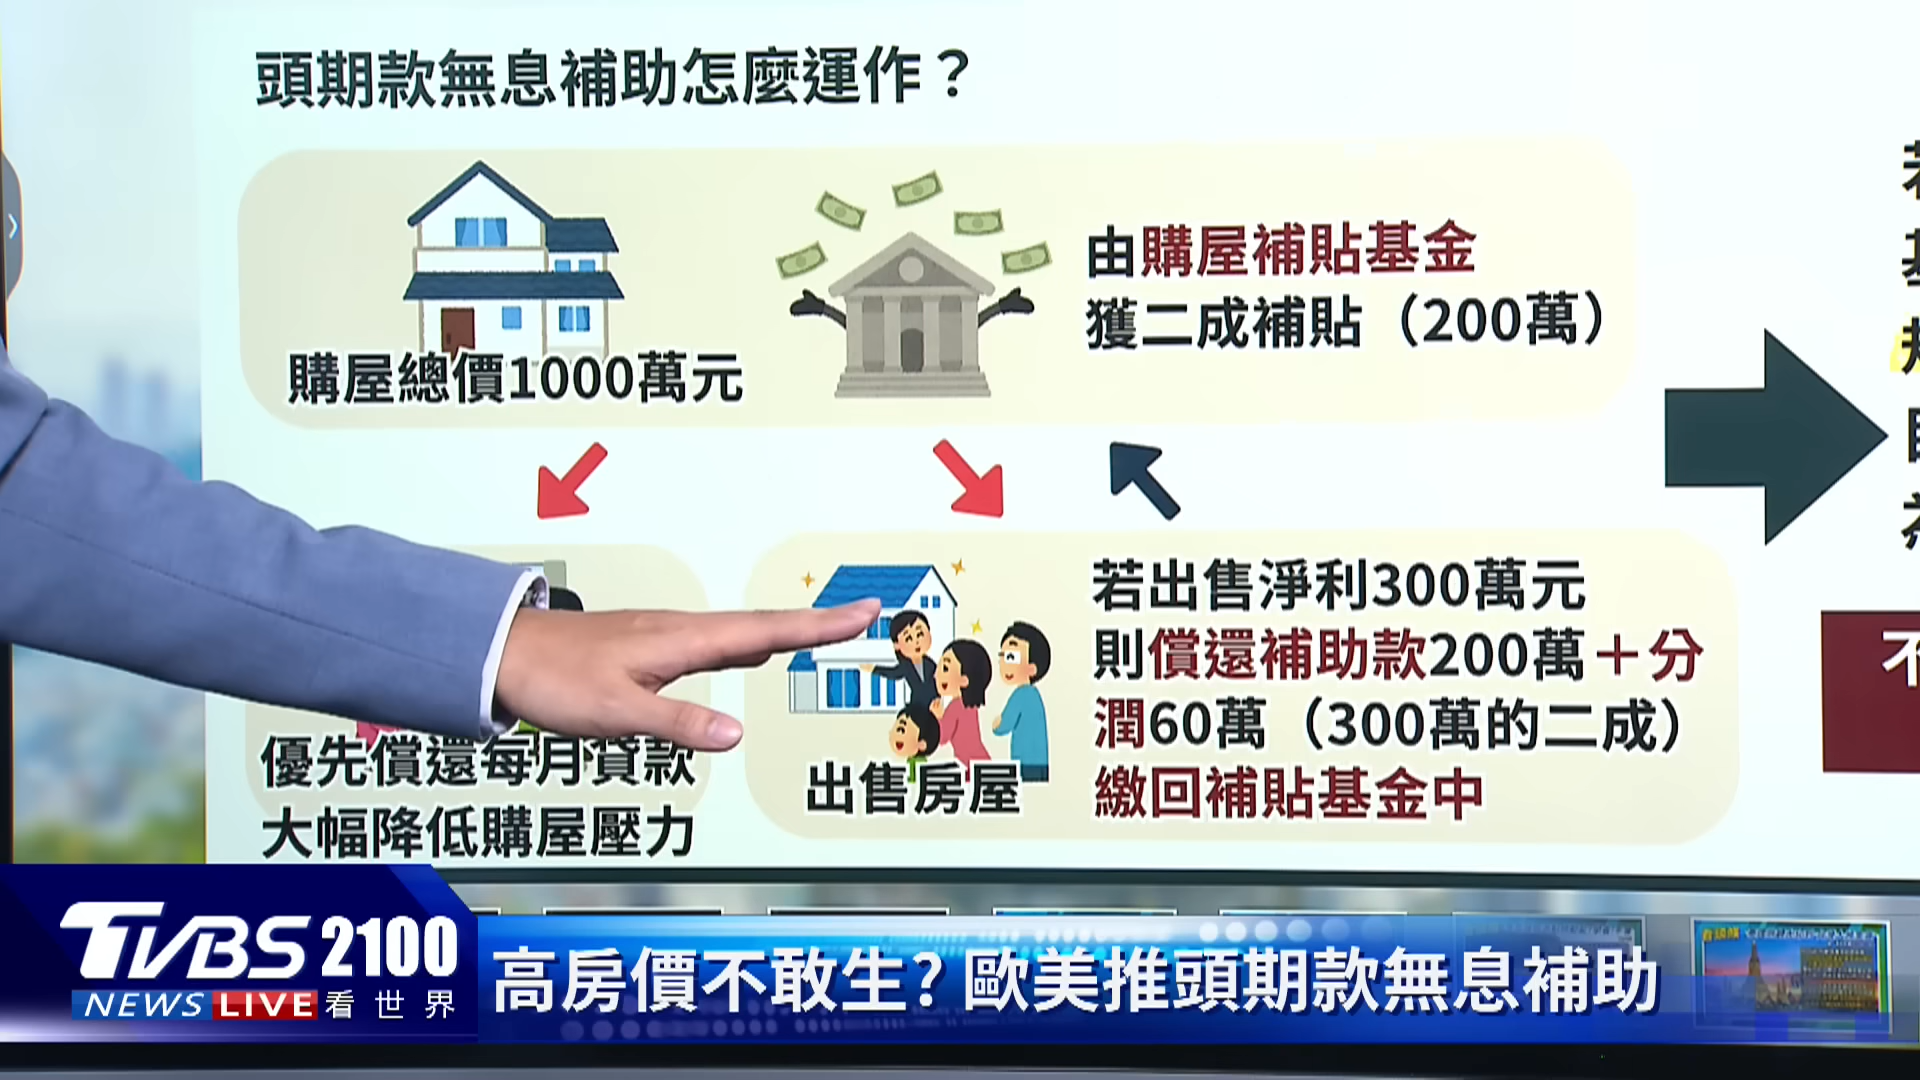 頭期款無息補助怎麼運作？
購屋總價1000萬元
由購屋補貼基金
獲二成補貼（200萬）
優先償還每月貸款
大幅降低購屋壓力
出售房屋
若出售淨利300萬元
則償還補助款200萬＋分
潤60萬（300萬的二成）
繳回補貼基金中
不
TVBS 2100
NEWS LIVE 看世界
高房價不敢生？歐美推頭期款無息補助